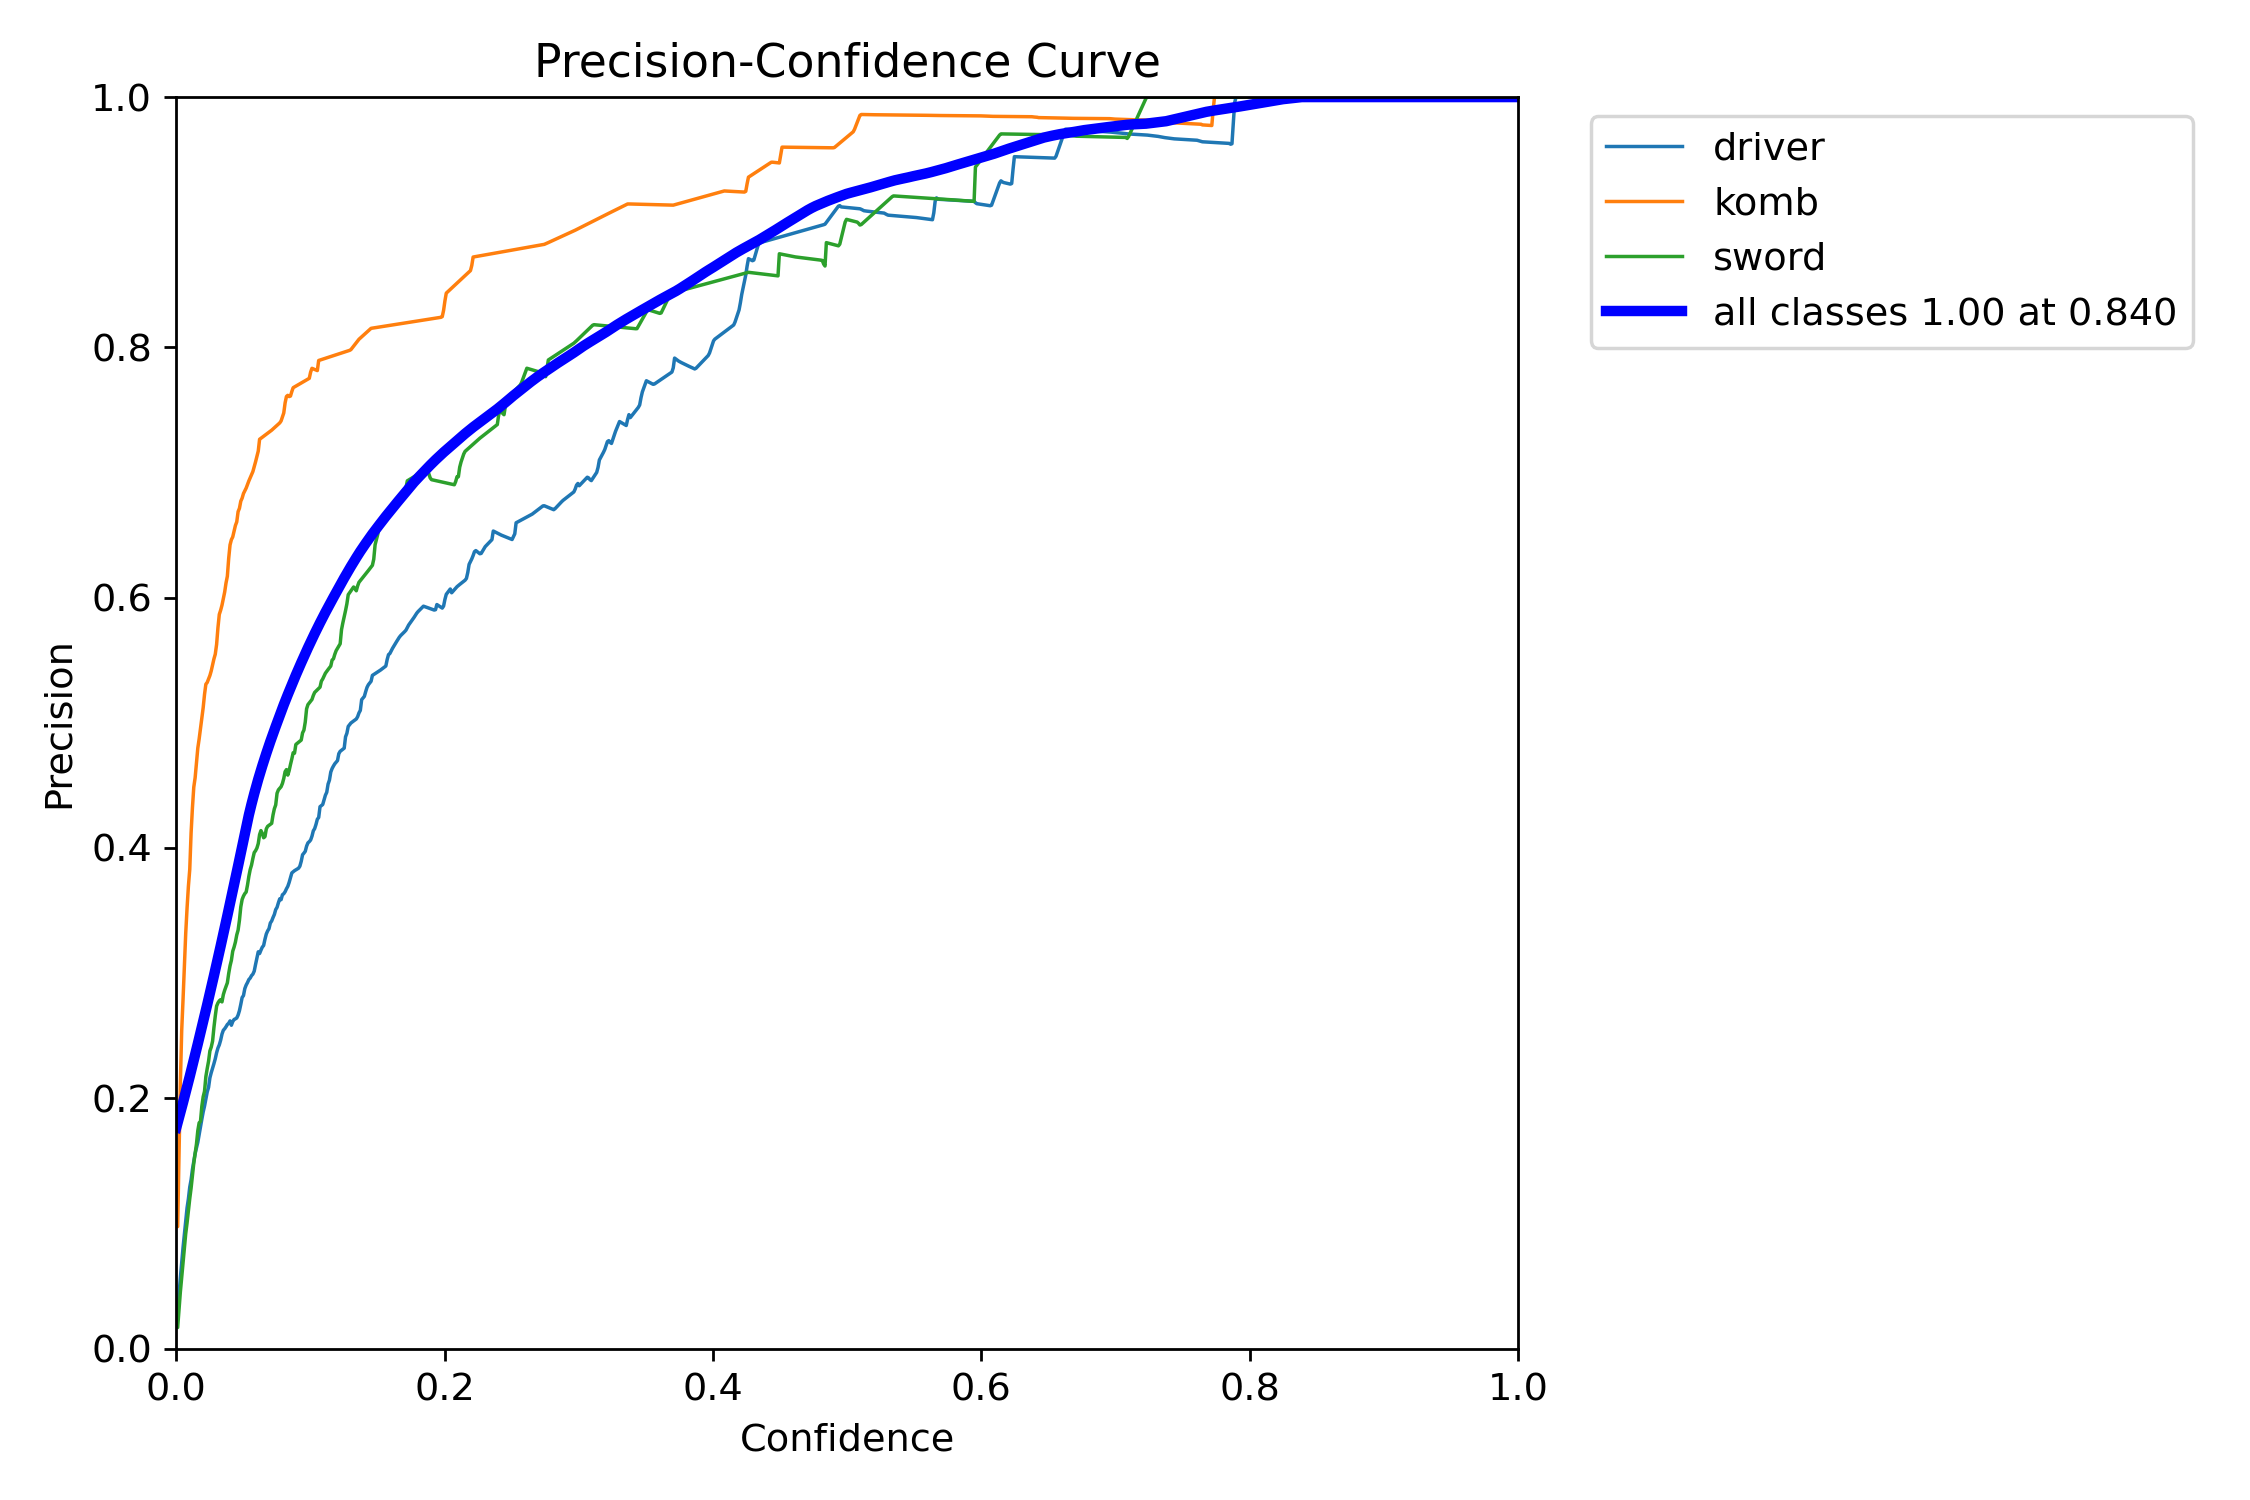 Precision-Confidence Curve
1.0
0.8
0.6
0.4
0.2
0.0
Precision
0.0 0.2 0.4 0.6 0.8 1.0
Confidence
driver
komb
sword
all classes 1.00 at 0.840